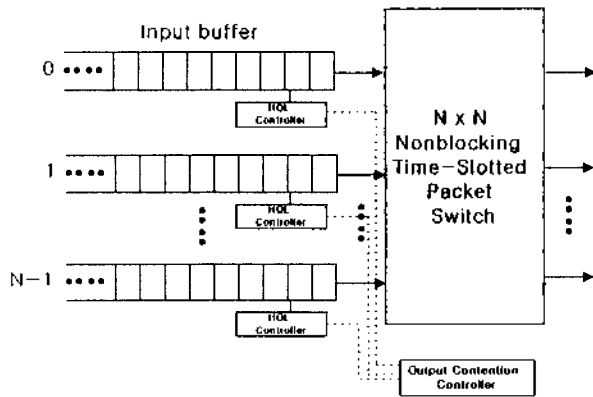 Input buffer
0
HOL
Controller
1
HOL
Controller
N-1
HOL
Controller
N x N
Nonblocking
Time-Slotted
Packet
Switch
Output Contention
Controller